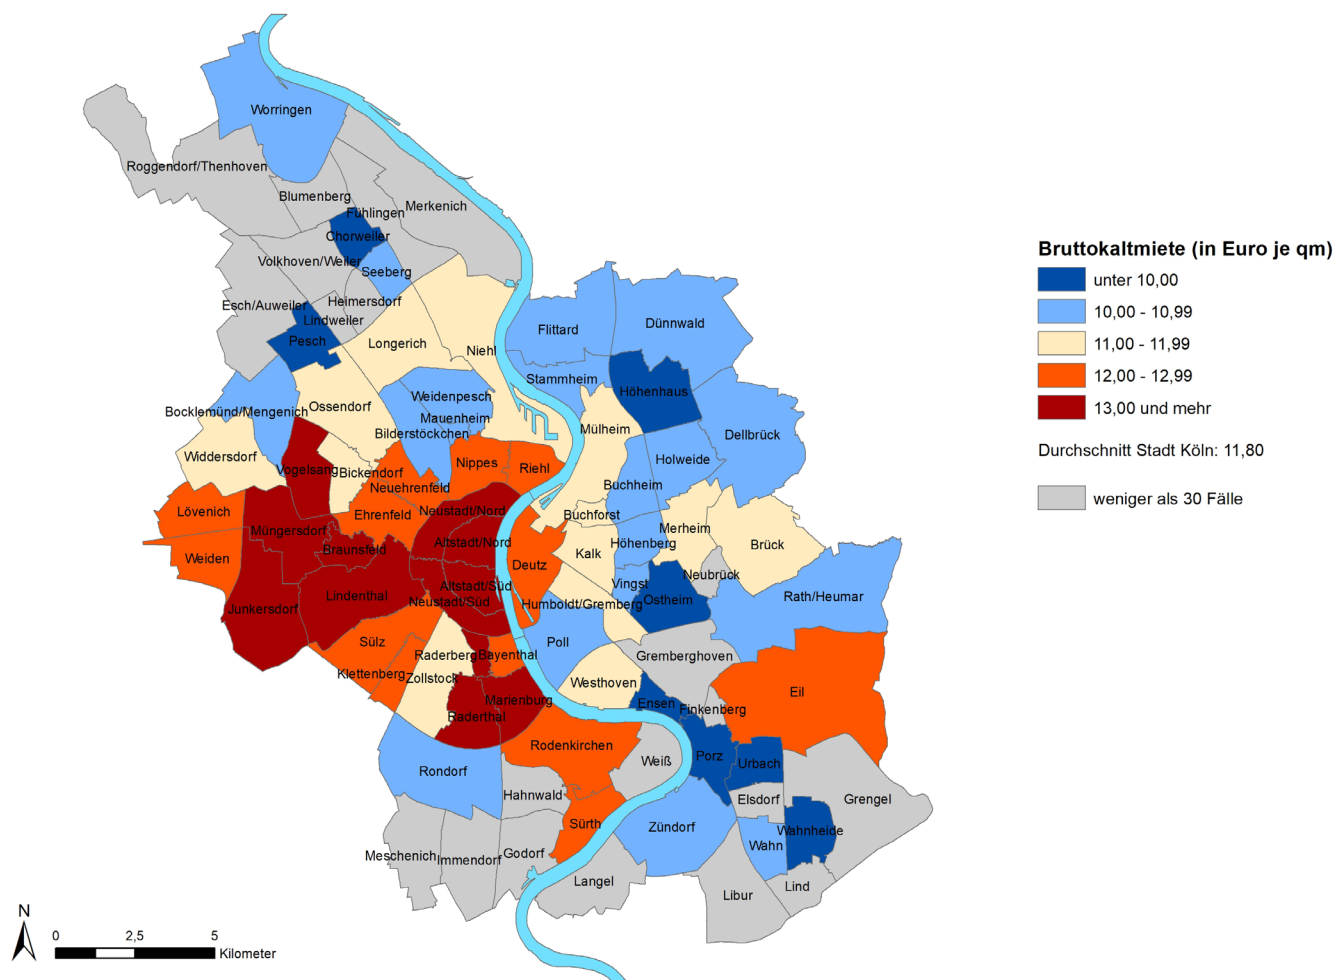 Worringen
Roggendorf/Thenhoven
Blumenberg
Fühlingen
Merkenich
Chorweiler
Volkhoven/Weiler
Seeberg
Esch/Auweiler
Heimersdorf
Lindweiler
Pesch
Longerich
Niehl
Flittard
Dünnwald
Stammheim
Höhenhaus
Weidenpesch
Ossendorf
Bocklemünd/Mengenich
Mauenheim
Bilderstöckchen
Mülheim
Dellbrück
Widdersdorf
Vogelsang
Bickendorf
Nippes
Riehl
Holweide
Neuehrenfeld
Buchheim
Lövenich
Ehrenfeld
Neustadt/Nord
Buchforst
Müngersdorf
Merheim
Altstadt/Nord
Höhenberg
Brück
Braunsfeld
Kalk
Weiden
Deutz
Neubrück
Vingst
Altstadt/Süd
Lindenthal
Neustadt/Süd
Ostheim
Rath/Heumar
Junkersdorf
Humboldt/Gremberg
Sülz
Poll
Raderberg
Bayenthal
Gremberghoven
Klettenberg
Zollstock
Westhoven
Eil
Marienburg
Ensen
Finkenberg
Raderthal
Rodenkirchen
Weiß
Porz
Urbach
Rondorf
Hahnwald
Elsdorf
Grengel
Sürth
Zündorf
Wahnheide
Wahn
Meschenich
Immendorf
Godorf
Langel
Lind
Libur
Bruttokaltmiete (in Euro je qm)
unter 10,00
10,00 - 10,99
11,00 - 11,99
12,00 - 12,99
13,00 und mehr
Durchschnitt Stadt Köln: 11,80
weniger als 30 Fälle
N
0 2,5 5
Kilometer